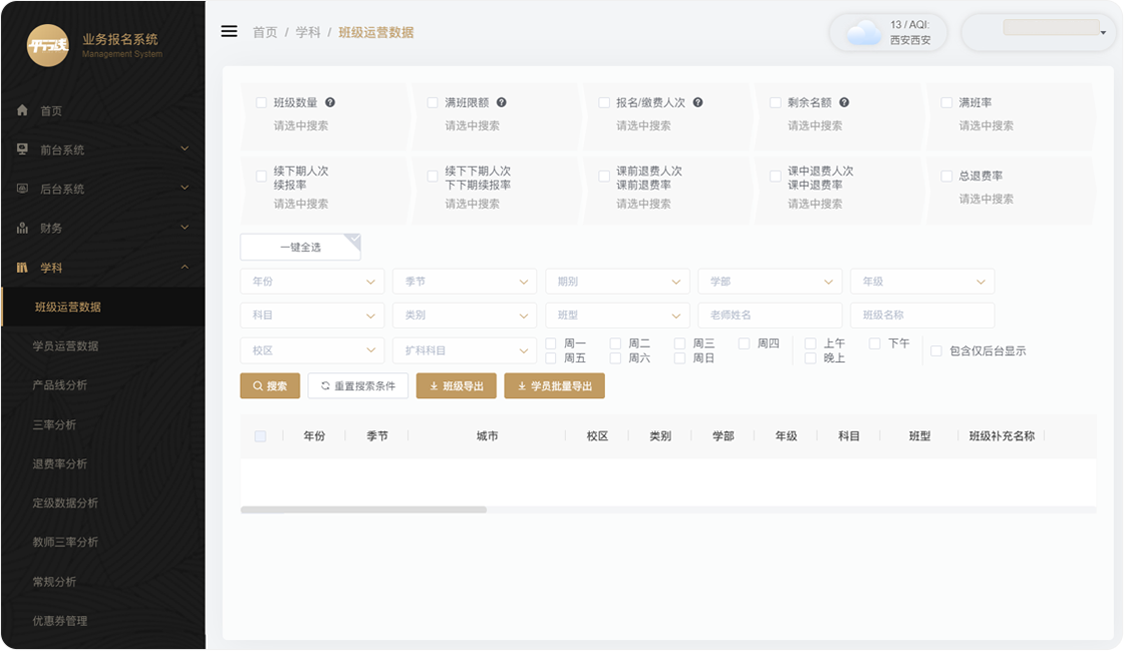 业务报名系统
Management System
首页
前台系统
后台系统
财务
学科
班级运营数据
学员运营数据
产品线分析
三率分析
退费率分析
定级数据分析
教师三率分析
常规分析
优惠券管理
首页 / 学科 / 班级运营数据
13 / AQI:
西安西安
班级数量 ?
请选中搜索
满班限额 ?
请选中搜索
报名/缴费人次 ?
请选中搜索
剩余名额 ?
请选中搜索
满班率
请选中搜索
续下期人次
续报率
请选中搜索
续下下期人次
下下期续报率
请选中搜索
课前退费人次
课前退费率
请选中搜索
课中退费人次
课中退费率
请选中搜索
总退费率
请选中搜索
一键全选
年份 季节 期别 学部 年级
科目 类别 班型 老师姓名 班级名称
校区 扩科科目
周一 周二 周三 周四 上午 下午
周五 周六 周日 晚上
包含仅后台显示
搜索 重置搜索条件 班级导出 学员批量导出
年份 季节 城市 校区 类别 学部 年级 科目 班型 班级补充名称